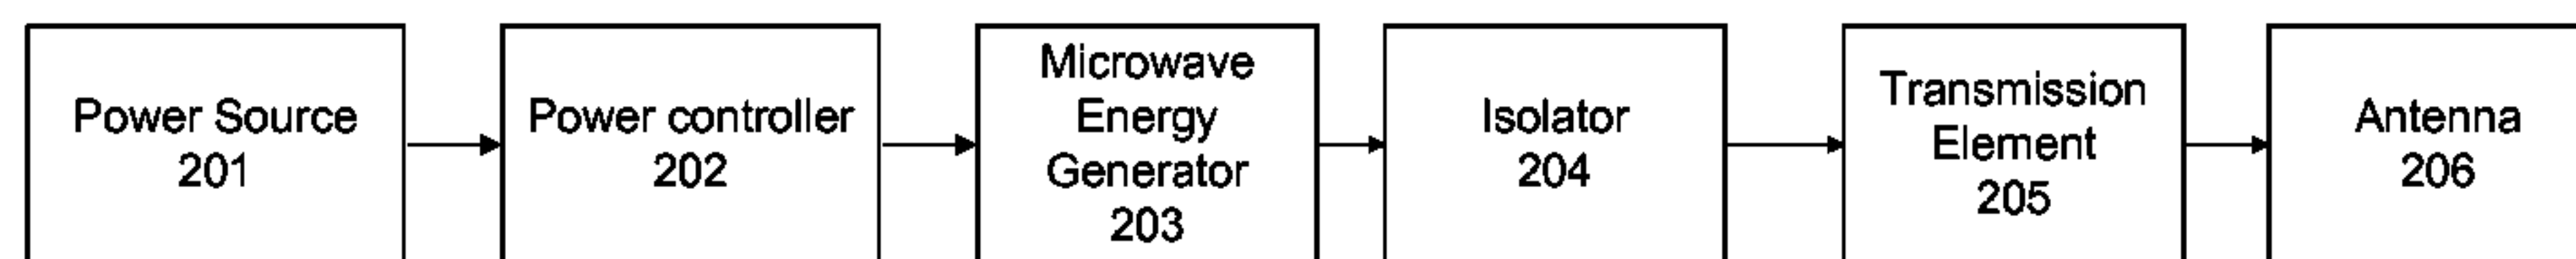 Power Source
201
Power controller
202
Microwave
Energy
Generator
203
Isolator
204
Transmission
Element
205
Antenna
206